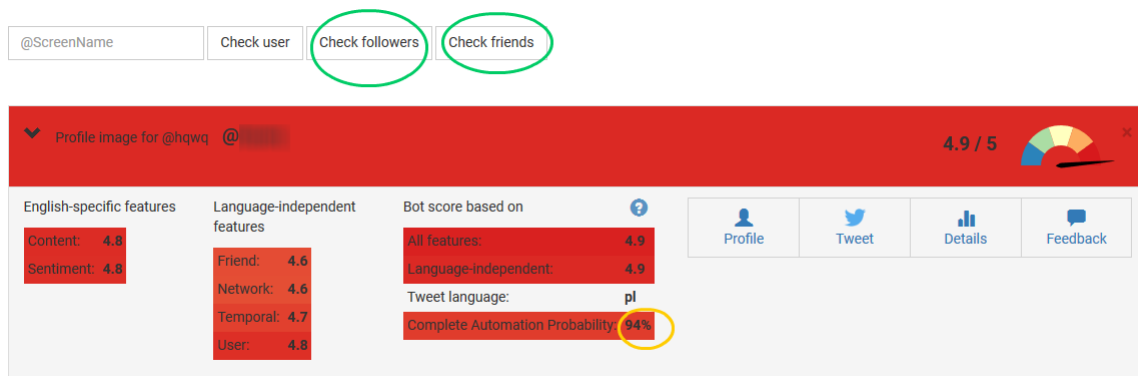 @ScreenName Check user Check followers Check friends
Profile image for @hqwq @ 4.9 / 5 ×
English-specific features
Content: 4.8
Sentiment: 4.8
Language-independent
features
Friend: 4.6
Network: 4.6
Temporal: 4.7
User: 4.8
Bot score based on ?
All features: 4.9
Language-independent: 4.9
Tweet language: pl
Complete Automation Probability: 94%
Profile Tweet Details Feedback